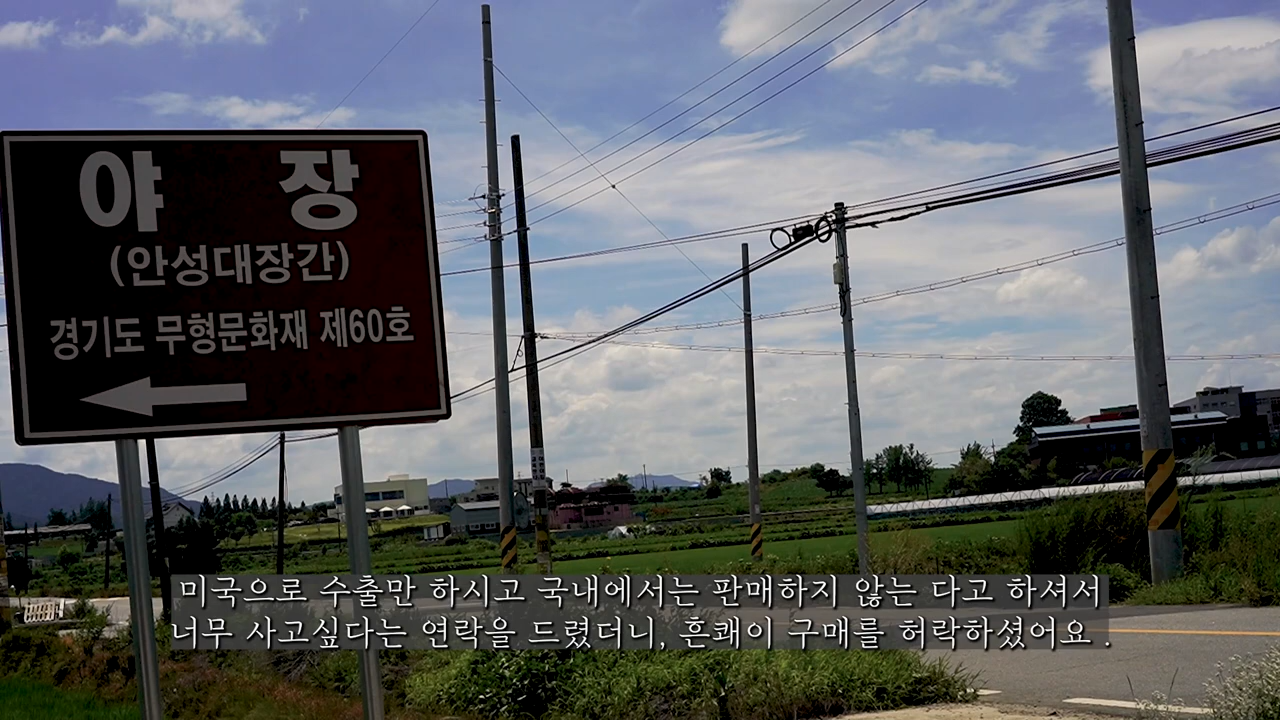 야 장
(안성대장간)
경기도 무형문화재 제60호
미국으로 수출만 하시고 국내에서는 판매하지 않는 다고 하셔서
너무 사고싶다는 연락을 드렸더니, 흔쾌이 구매를 허락하셨어요.